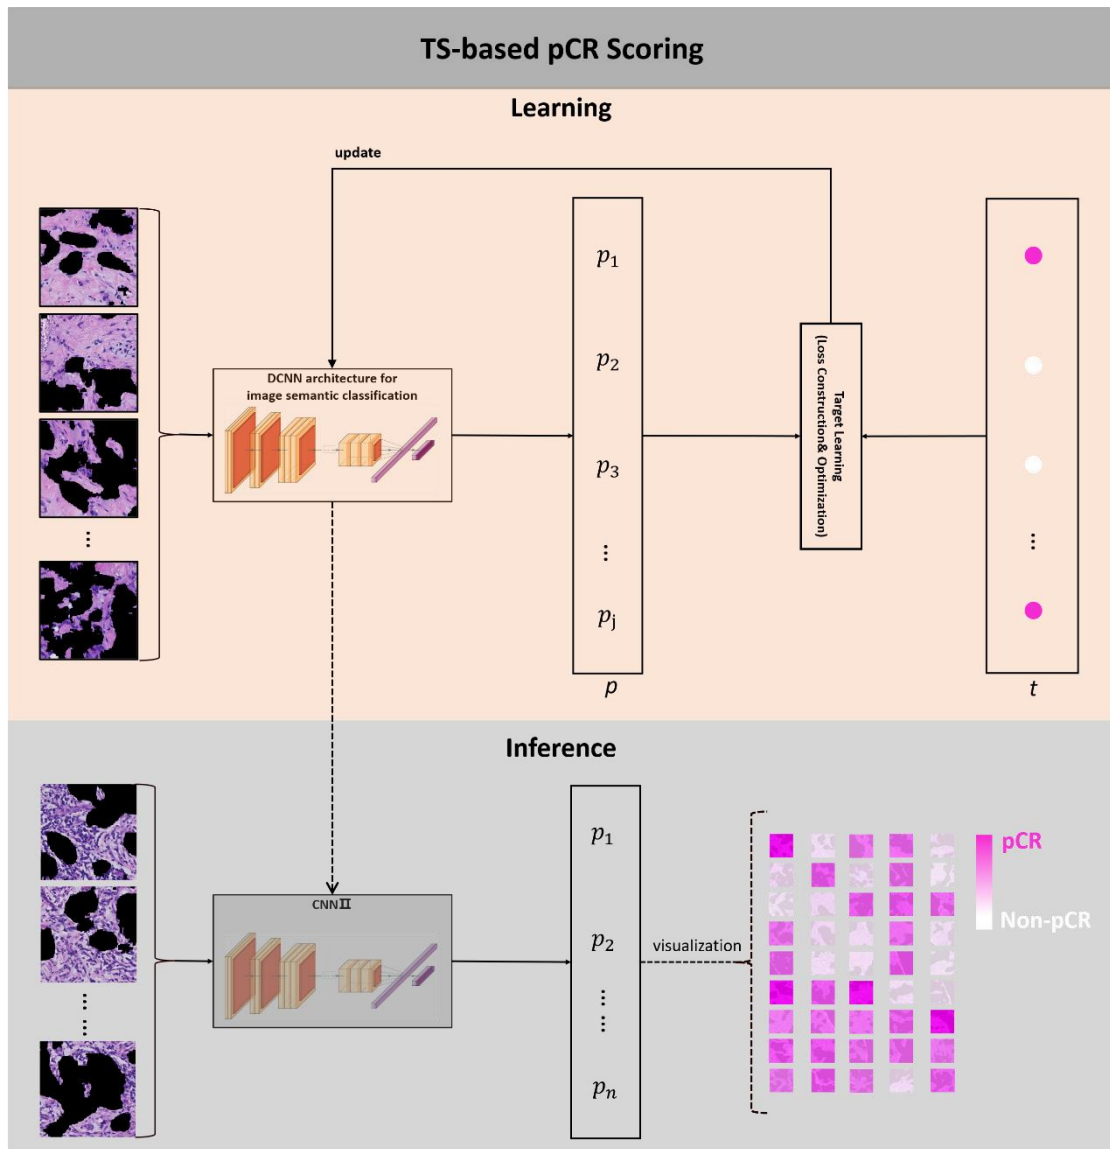 TS-based pCR Scoring
Learning
update
DCNN architecture for
image semantic classification
p1
p2
p3
...
pj
p
Target Learning
(Loss Construction& Optimization)
...
t
...
Inference
CNNII
p1
p2
......
pn
visualization
pCR
Non-pCR
......